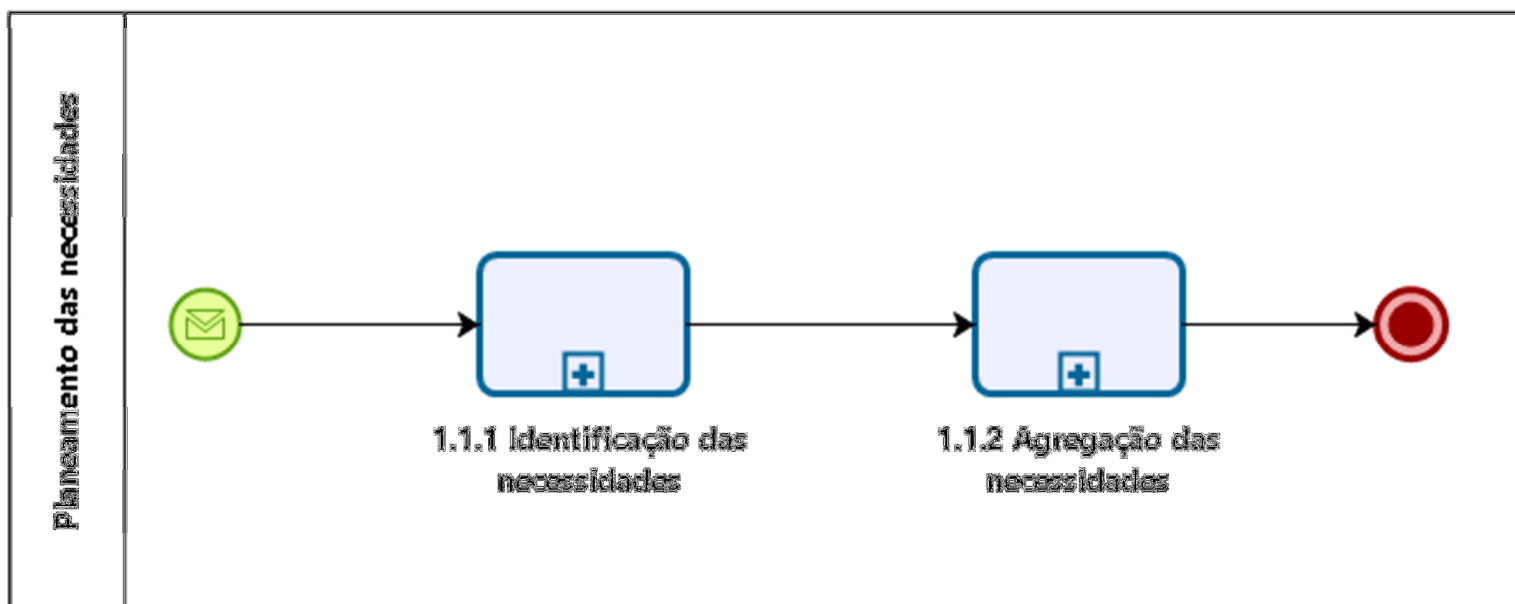 Planeamento das necessidades
1.1.1 Identificação das
necessidades
1.1.2 Agregação das
necessidades